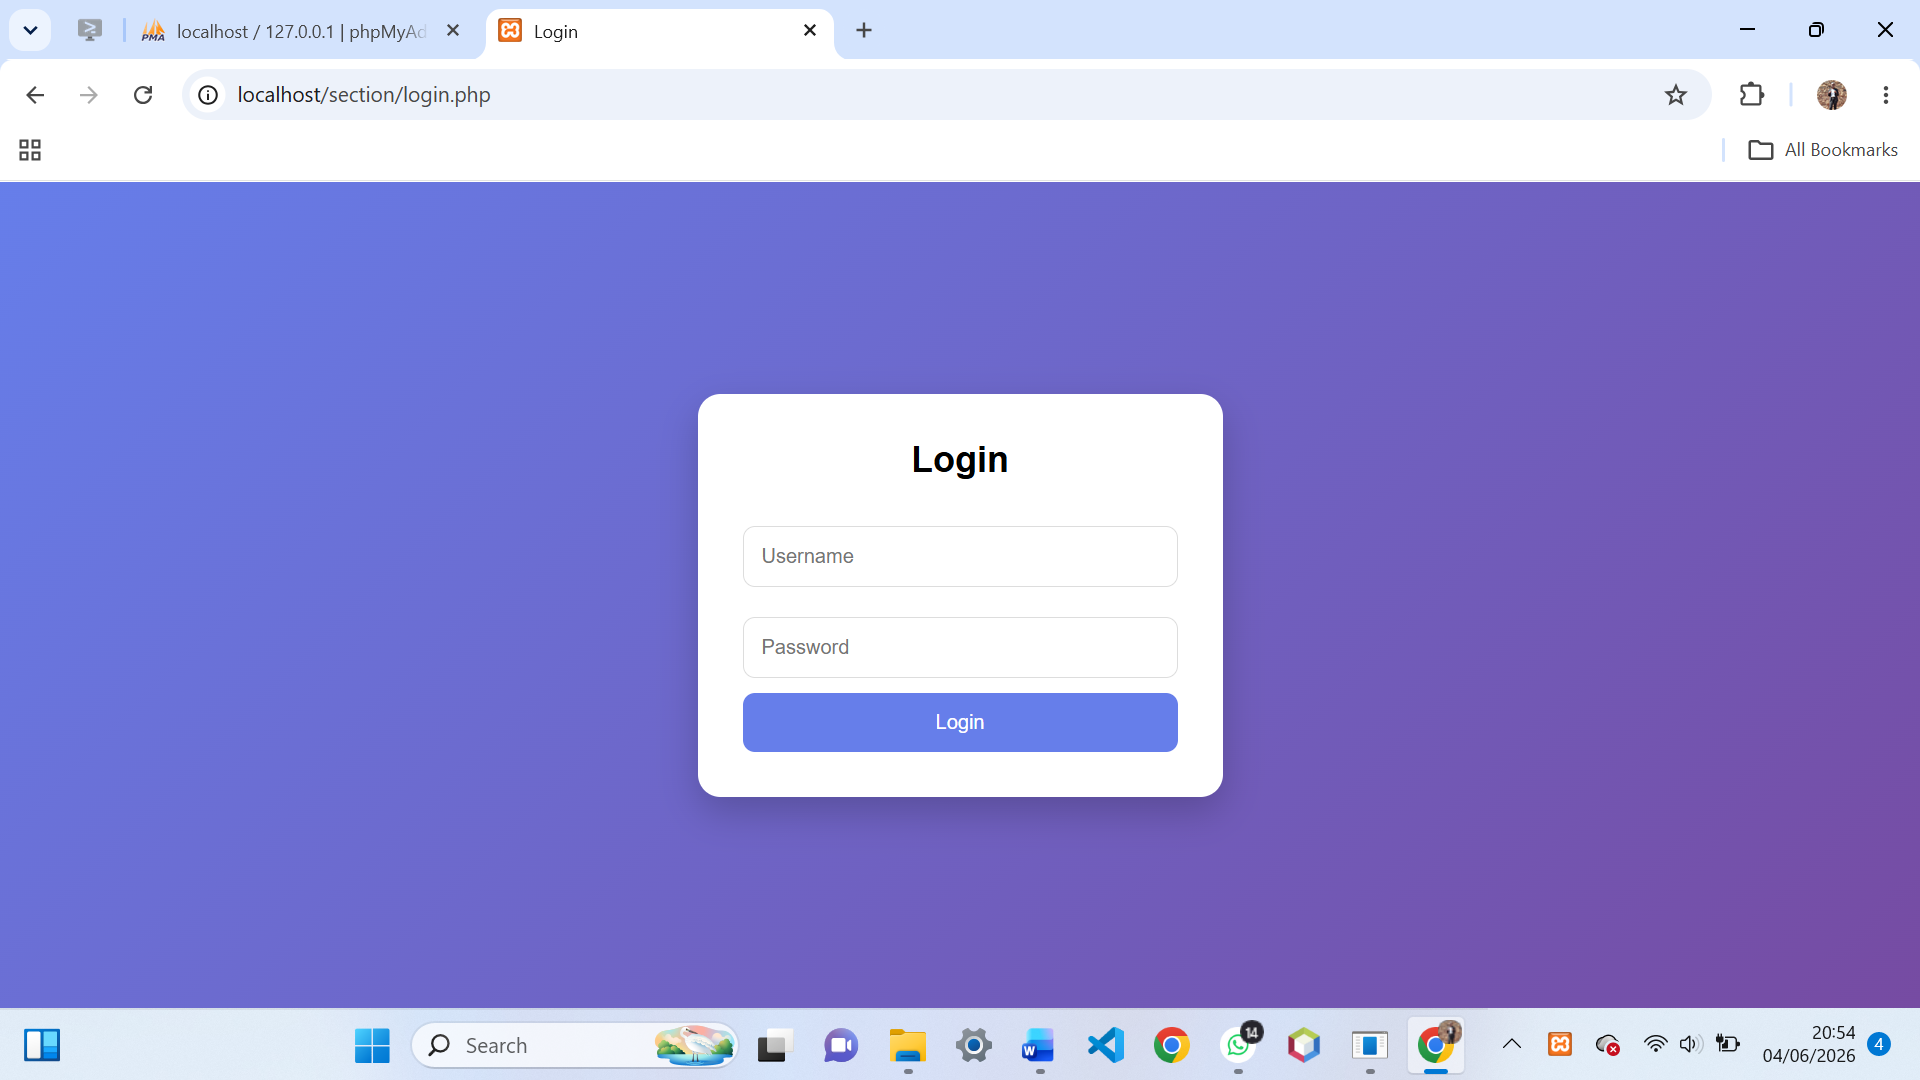 localhost / 127.0.0.1 | phpMyAd
Login
localhost/section/login.php
All Bookmarks
Login
Username
Password
Login
Search
14
20:54
04/06/2026
4